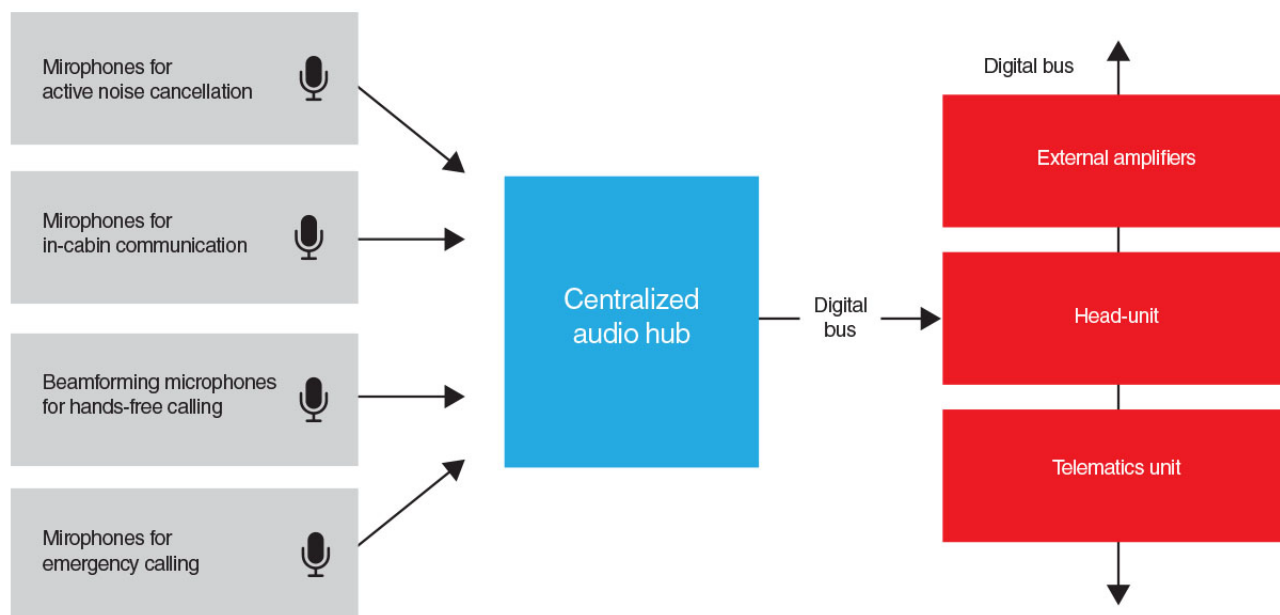 Mirophones for
active noise cancellation
Mirophones for
in-cabin communication
Beamforming microphones
for hands-free calling
Mirophones for
emergency calling
Centralized
audio hub
Digital
bus
Digital bus
External amplifiers
Head-unit
Telematics unit